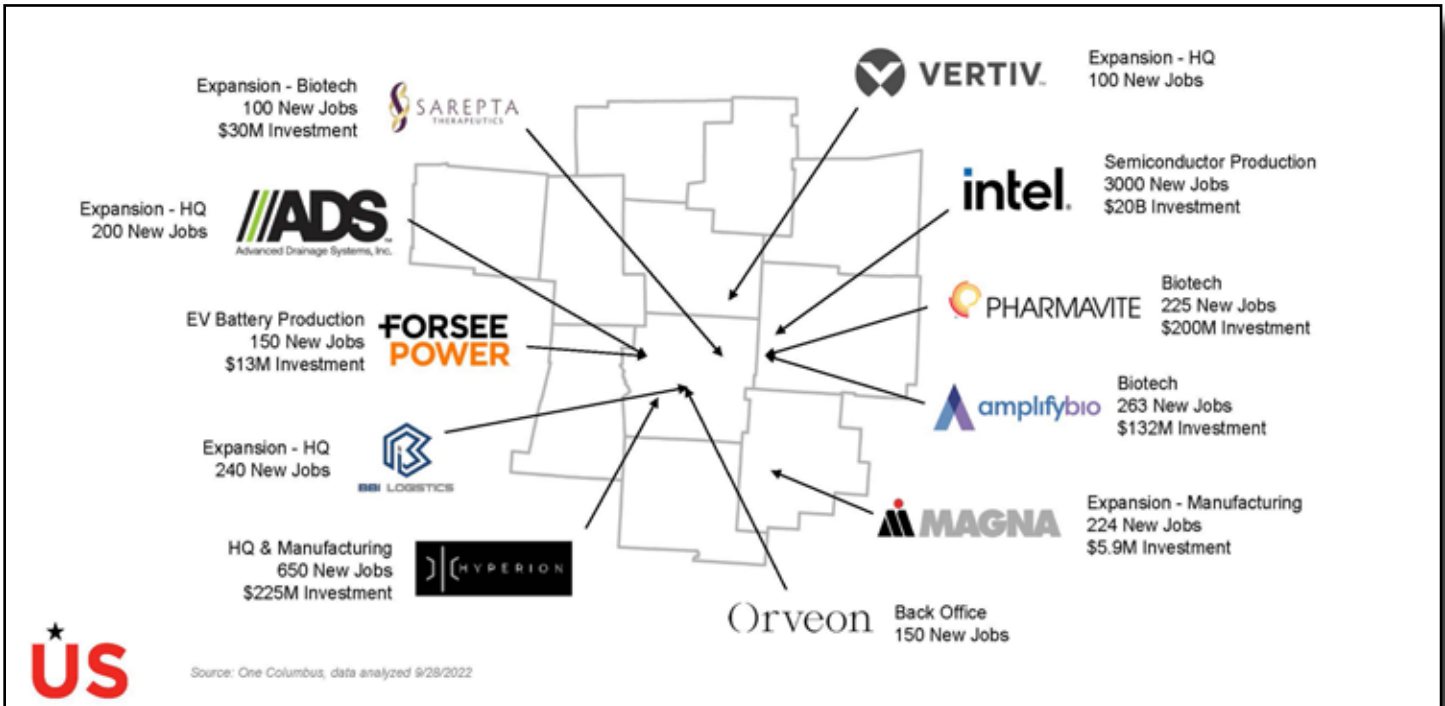 Expansion - Biotech
100 New Jobs
$30M Investment
SAREPTA
THERAPEUTICS
VERTIV™
Expansion - HQ
100 New Jobs
Expansion - HQ
200 New Jobs
ADS™
Advanced Drainage Systems, Inc.
intel.
Semiconductor Production
3000 New Jobs
$20B Investment
EV Battery Production
150 New Jobs
$13M Investment
FORSEE
POWER
PHARMAVITE
Biotech
225 New Jobs
$200M Investment
amplifybio
Biotech
263 New Jobs
$132M Investment
Expansion - HQ
240 New Jobs
BBI LOGISTICS
MAGNA
Expansion - Manufacturing
224 New Jobs
$5.9M Investment
HQ & Manufacturing
650 New Jobs
$225M Investment
HYPERION
Orveon
Back Office
150 New Jobs
US
Source: One Columbus, data analyzed 9/28/2022